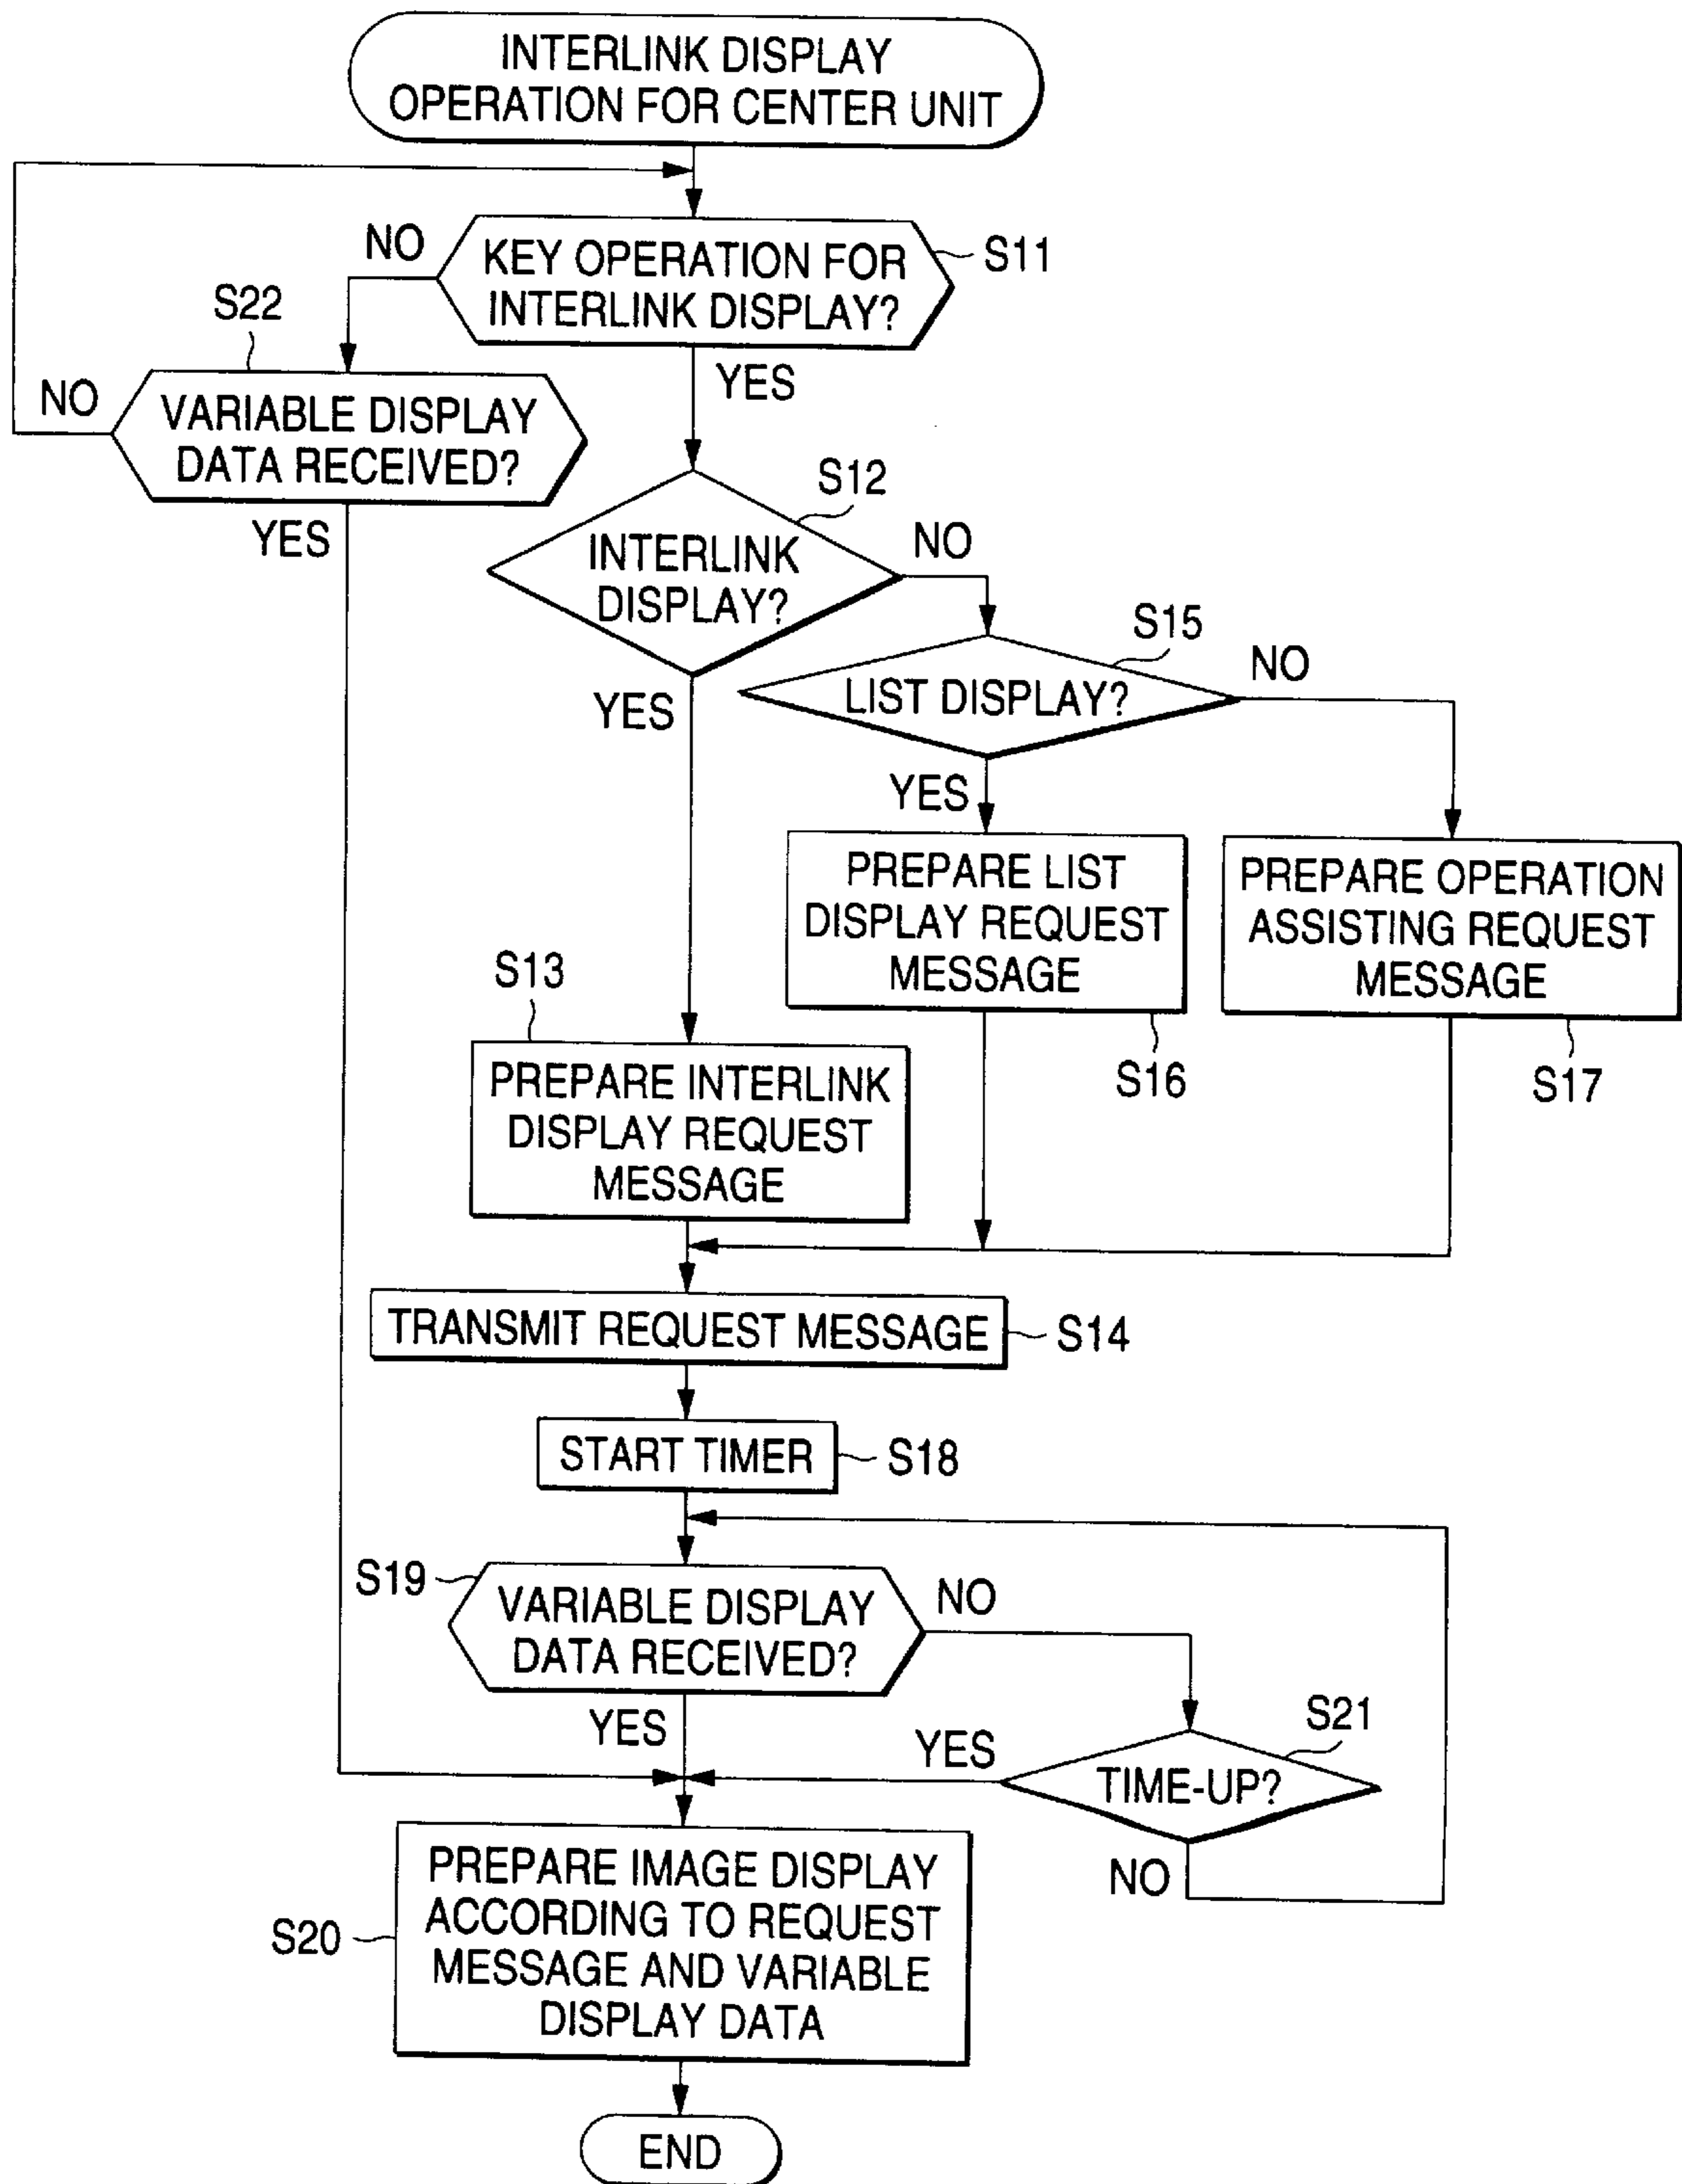 INTERLINK DISPLAY
OPERATION FOR CENTER UNIT
NO
KEY OPERATION FOR
INTERLINK DISPLAY?
S11
S22
YES
NO
VARIABLE DISPLAY
DATA RECEIVED?
YES
S12
INTERLINK
DISPLAY?
NO
S15
YES
LIST DISPLAY?
NO
YES
PREPARE LIST
DISPLAY REQUEST
MESSAGE
S16
PREPARE OPERATION
ASSISTING REQUEST
MESSAGE
S17
S13
PREPARE INTERLINK
DISPLAY REQUEST
MESSAGE
TRANSMIT REQUEST MESSAGE
S14
START TIMER
S18
S19
VARIABLE DISPLAY
DATA RECEIVED?
NO
YES
YES
S21
TIME-UP?
NO
S20
PREPARE IMAGE DISPLAY
ACCORDING TO REQUEST
MESSAGE AND VARIABLE
DISPLAY DATA
END